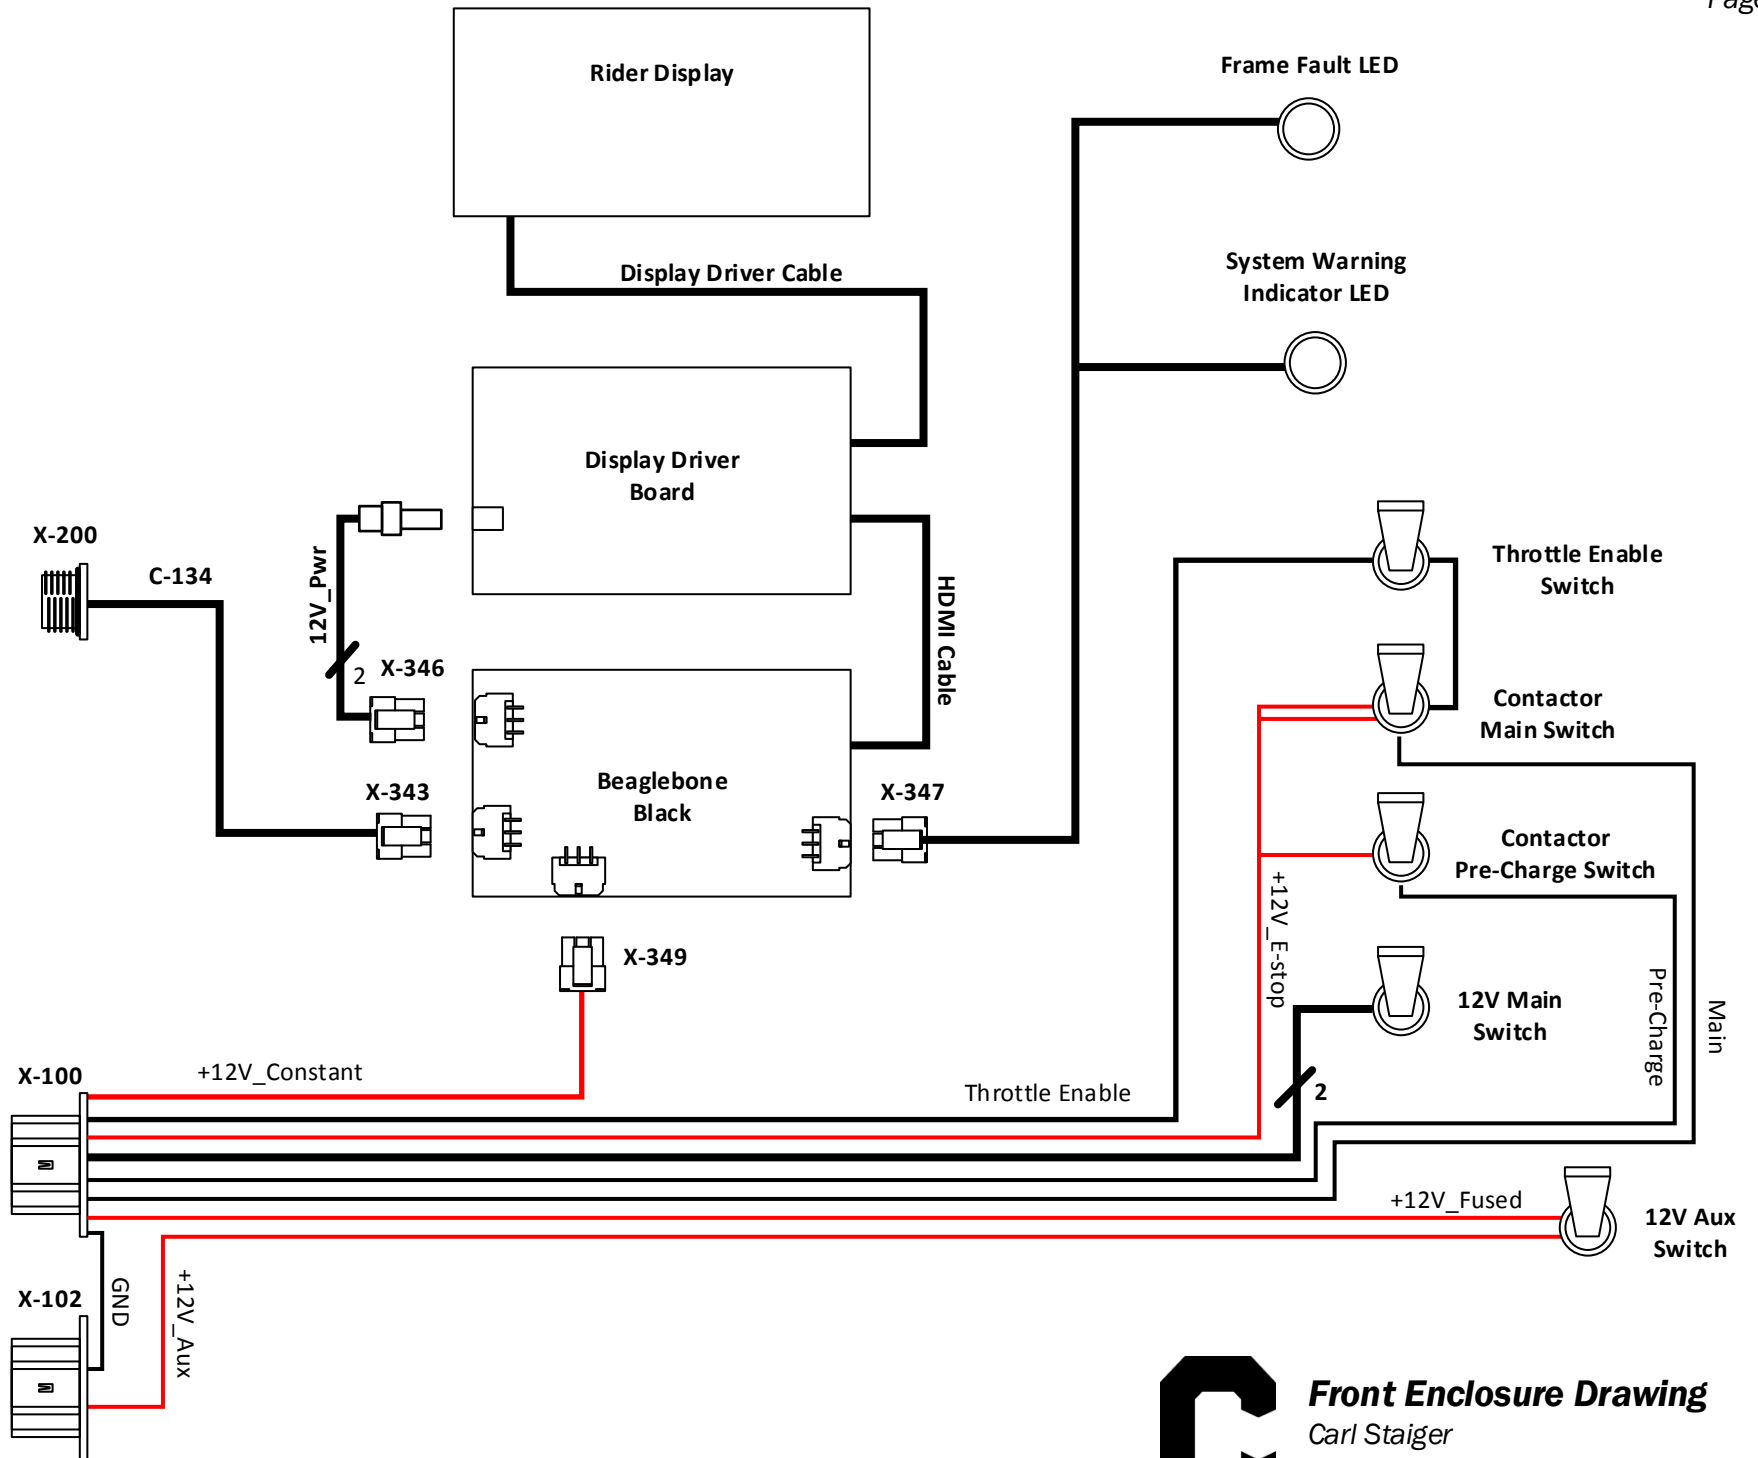 Page
Rider Display
Frame Fault LED
Display Driver Cable
System Warning
Indicator LED
Display Driver
Board
X-200
C-134
12V_Pwr
2
X-346
HDMI Cable
Throttle Enable
Switch
Contactor
Main Switch
X-343
Beaglebone
Black
X-347
Contactor
Pre-Charge Switch
+12V_E-stop
X-349
12V Main
Switch
Pre-Charge
Main
X-100
+12V_Constant
Throttle Enable
2
+12V_Fused
12V Aux
Switch
X-102
GND
+12V_Aux
M
M
Front Enclosure Drawing
Carl Staiger